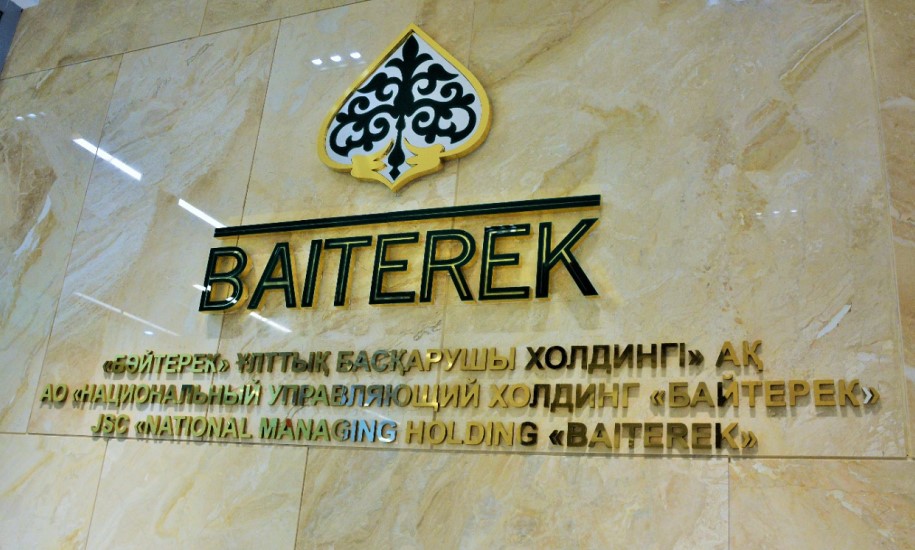 BAITEREK
«БӘЙТЕРЕК» ҰЛТТЫҚ БАСҚАРУШЫ ХОЛДИНГІ» АҚ
АО «НАЦИОНАЛЬНЫЙ УПРАВЛЯЮЩИЙ ХОЛДИНГ «БАЙТЕРЕК»
JSC «NATIONAL MANAGING HOLDING «BAITEREK»